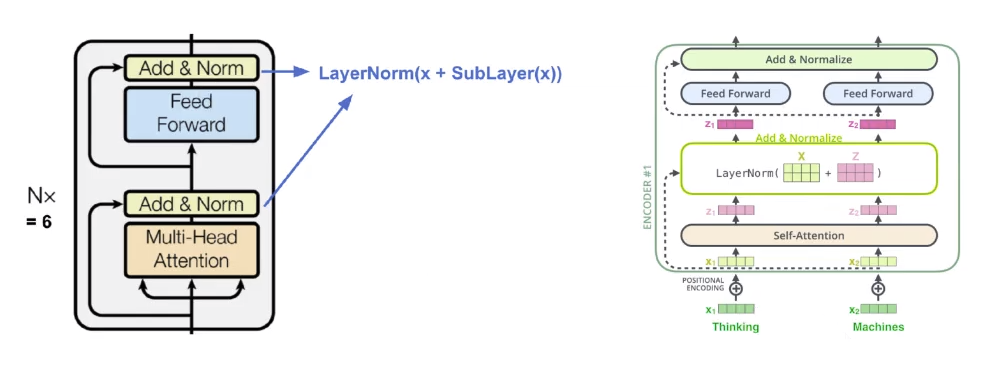 Add & Norm
Feed
Forward
Add & Norm
Multi-Head
Attention
N×
= 6
LayerNorm(x + SubLayer(x))
ENCODER #1
Add & Normalize
Feed Forward
Feed Forward
z1
z2
Add & Normalize
X
Z
LayerNorm( + )
z1
z2
Self-Attention
x1
x2
POSITIONAL
ENCODING
x1
x2
Thinking
Machines